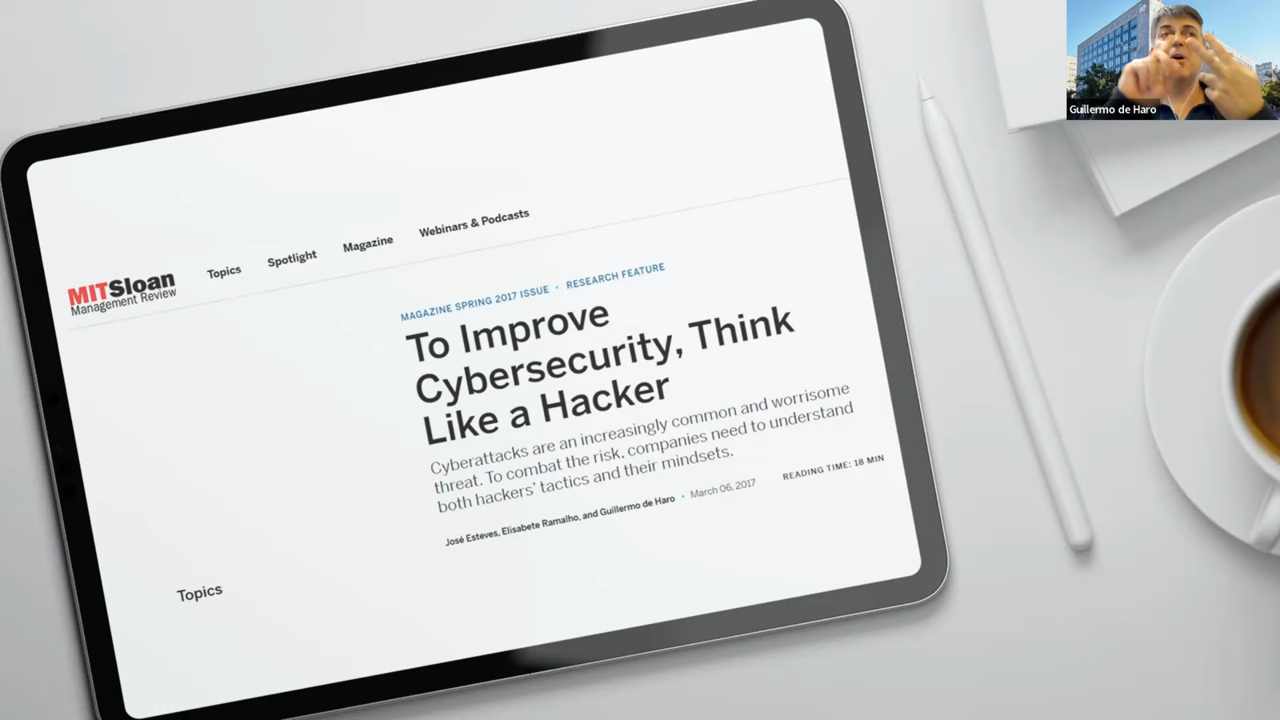 ie
Guillermo de Haro
MITSloan
Management Review
Topics
Spotlight
Magazine
Webinars & Podcasts
MAGAZINE SPRING 2017 ISSUE • RESEARCH FEATURE
To Improve
Cybersecurity, Think
Like a Hacker
Cyberattacks are an increasingly common and worrisome
threat. To combat the risk, companies need to understand
both hackers' tactics and their mindsets.
José Esteves, Elisabete Ramalho, and Guillermo de Haro • March 06, 2017
READING TIME: 18 MIN
Topics